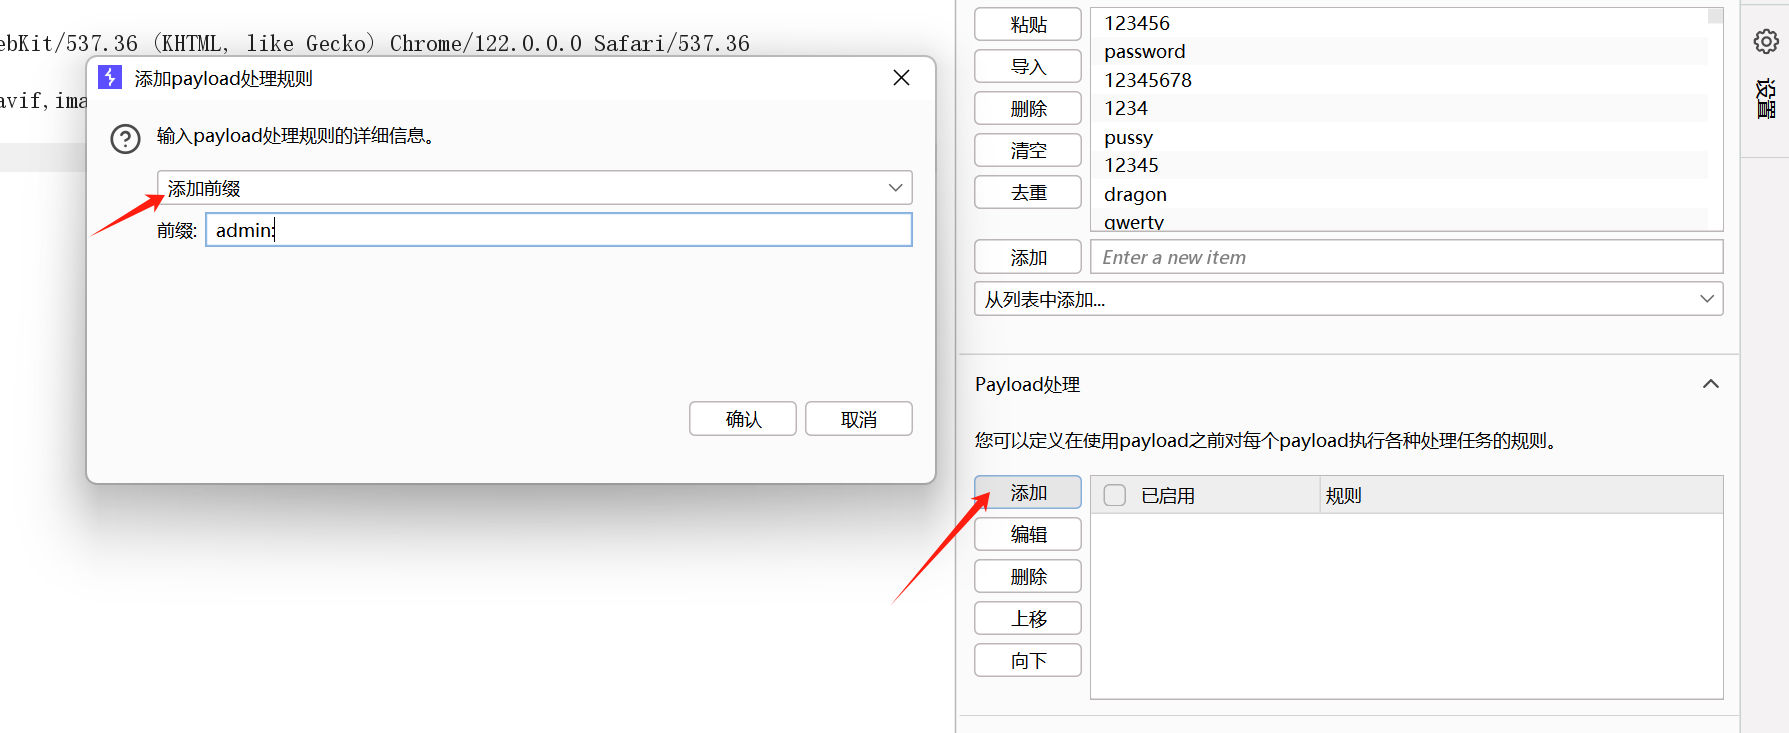 ebKit/537.36 (KHTML, like Gecko) Chrome/122.0.0.0 Safari/537.36
avif,ima
添加payload处理规则
输入payload处理规则的详细信息。
添加前缀
前缀: admin:
确认 取消
粘贴
导入
删除
清空
去重
123456
password
12345678
1234
pussy
12345
dragon
qwerty
添加 Enter a new item
从列表中添加...
Payload处理
您可以定义在使用payload之前对每个payload执行各种处理任务的规则。
添加
编辑
删除
上移
向下
已启用 规则
设置